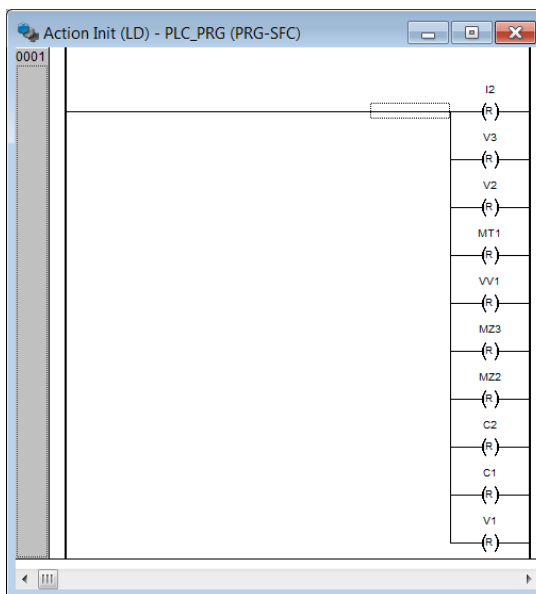 Action Init (LD) - PLC_PRG (PRG-SFC)
0001
I2
(R)
V3
(R)
V2
(R)
MT1
(R)
VV1
(R)
MZ3
(R)
MZ2
(R)
C2
(R)
C1
(R)
V1
(R)